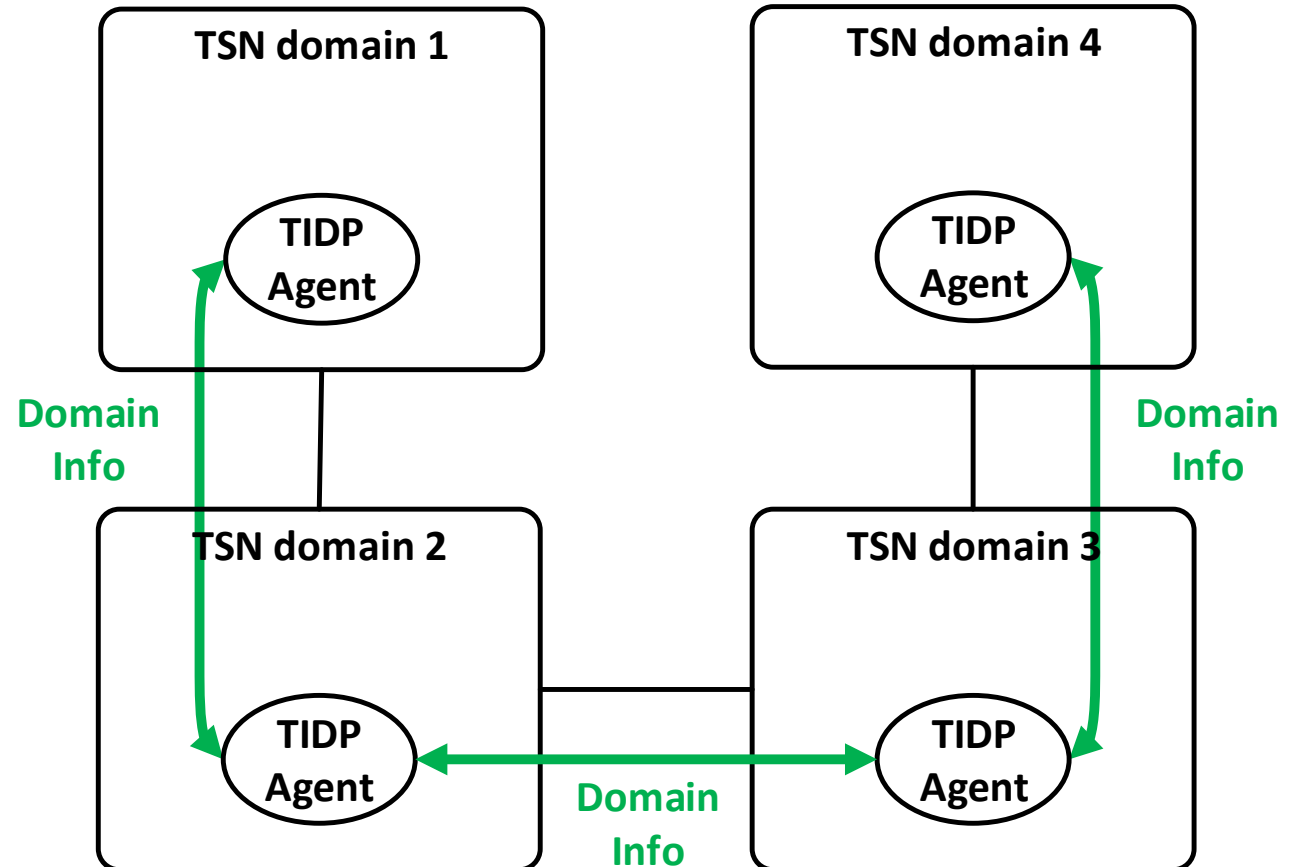 TSN domain 1
TSN domain 4
TIDP
Agent
TIDP
Agent
Domain
Info
Domain
Info
TSN domain 2
TSN domain 3
TIDP
Agent
TIDP
Agent
Domain
Info